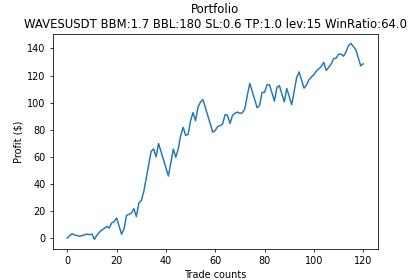 Portfolio
WAVESUSDT BBM:1.7 BBL:180 SL:0.6 TP:1.0 lev:15 WinRatio:64.0
140
120
100
80
60
40
20
0
Profit ($)
0 20 40 60 80 100 120
Trade counts